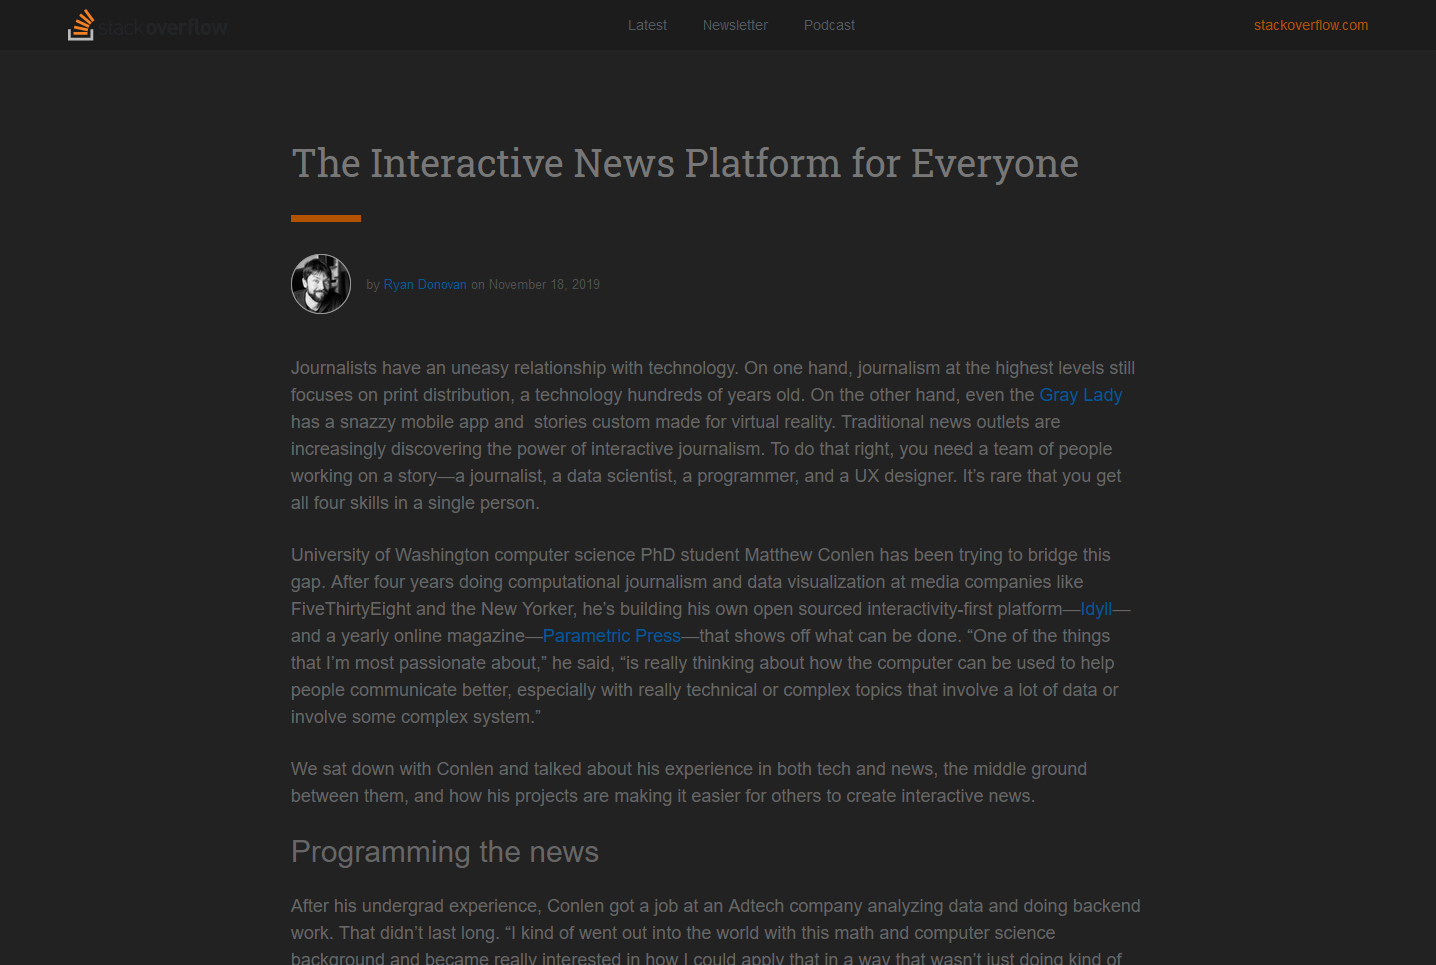 stackoverflow
Latest
Newsletter
Podcast
stackoverflow.com
The Interactive News Platform for Everyone
by Ryan Donovan on November 18, 2019
Journalists have an uneasy relationship with technology. On one hand, journalism at the highest levels still
focuses on print distribution, a technology hundreds of years old. On the other hand, even the Gray Lady
has a snazzy mobile app and  stories custom made for virtual reality. Traditional news outlets are
increasingly discovering the power of interactive journalism. To do that right, you need a team of people
working on a story—a journalist, a data scientist, a programmer, and a UX designer. It’s rare that you get
all four skills in a single person.
University of Washington computer science PhD student Matthew Conlen has been trying to bridge this
gap. After four years doing computational journalism and data visualization at media companies like
FiveThirtyEight and the New Yorker, he’s building his own open sourced interactivity-first platform—Idyll—
and a yearly online magazine—Parametric Press—that shows off what can be done. “One of the things
that I’m most passionate about,” he said, “is really thinking about how the computer can be used to help
people communicate better, especially with really technical or complex topics that involve a lot of data or
involve some complex system.”
We sat down with Conlen and talked about his experience in both tech and news, the middle ground
between them, and how his projects are making it easier for others to create interactive news.
Programming the news
After his undergrad experience, Conlen got a job at an Adtech company analyzing data and doing backend
work. That didn’t last long. “I kind of went out into the world with this math and computer science
background and became really interested in how I could apply that in a way that wasn’t just doing kind of